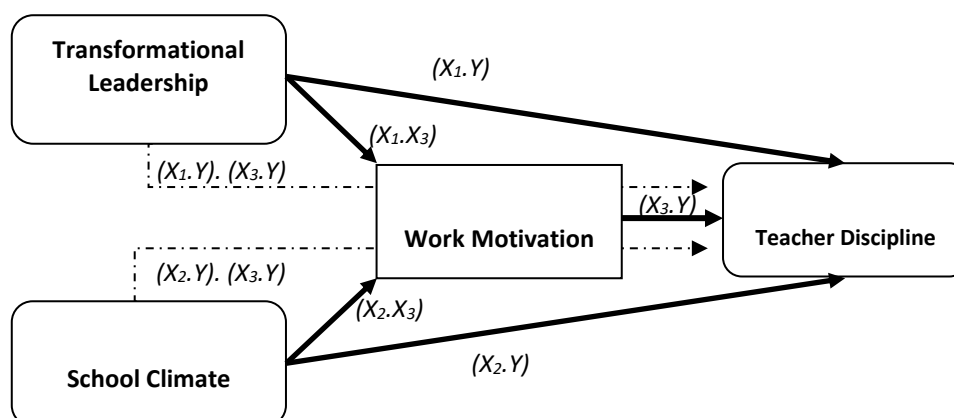 Transformational
Leadership
(X₁.Y)
(X₁.X₃)
(X₁.Y). (X₃.Y)
(X₃.Y)
Work Motivation
Teacher Discipline
(X₂.Y). (X₃.Y)
(X₂.X₃)
(X₂.Y)
School Climate